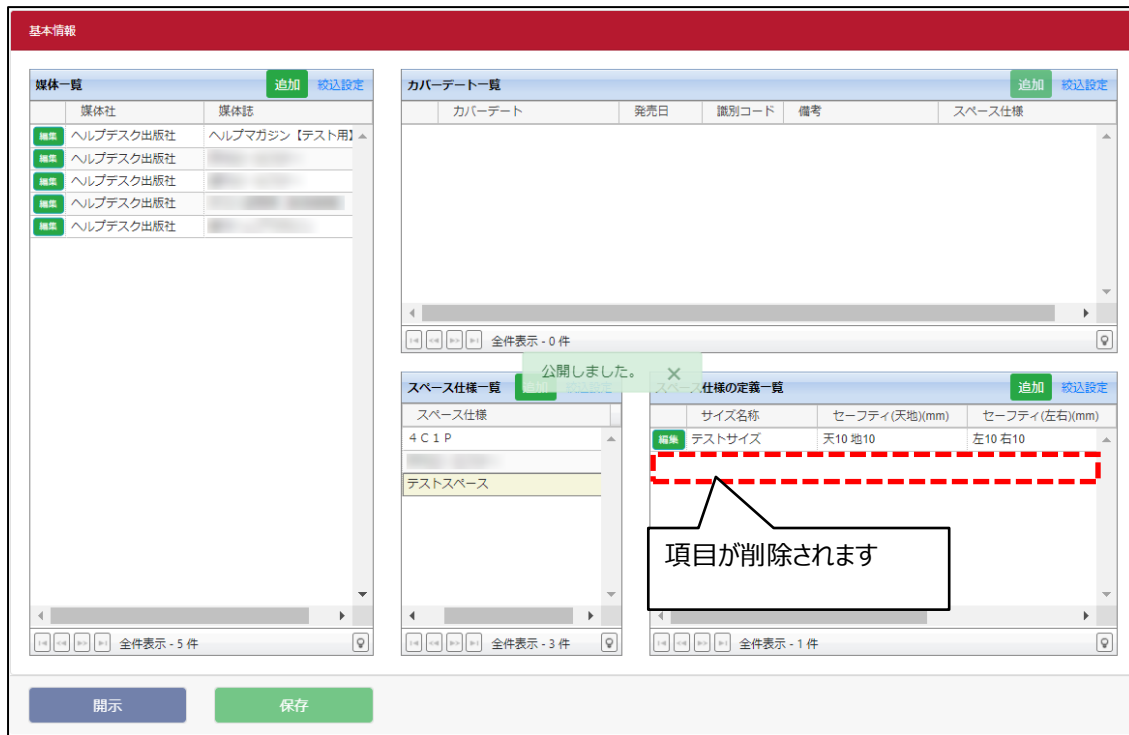 基本情報
媒体一覧 追加 絞込設定
媒体社 媒体誌
編集 ヘルプデスク出版社 ヘルプマガジン【テスト用】
編集 ヘルプデスク出版社
編集 ヘルプデスク出版社
編集 ヘルプデスク出版社
編集 ヘルプデスク出版社
全件表示 - 5 件
カバーデート一覧 追加 絞込設定
カバーデート 発売日 識別コード 備考 スペース仕様
全件表示 - 0 件
公開しました。 ×
スペース仕様一覧 追加 絞込設定
スペース仕様
４Ｃ１Ｐ
テストスペース
全件表示 - 3 件
スペース仕様の定義一覧 追加 絞込設定
サイズ名称 セーフティ(天地)(mm) セーフティ(左右)(mm)
編集 テストサイズ 天10 地10 左10 右10
項目が削除されます
全件表示 - 1 件
開示 保存